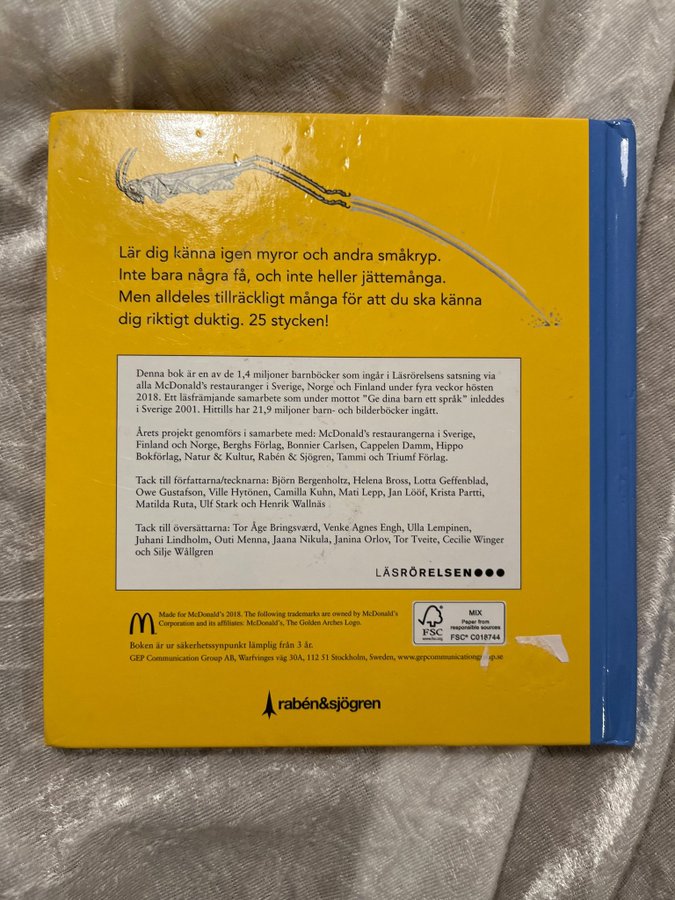 Lär dig känna igen myror och andra småkryp.
Inte bara några få, och inte heller jättemånga.
Men alldeles tillräckligt många för att du ska känna
dig riktigt duktig. 25 stycken!
Denna bok är en av de 1,4 miljoner barnböcker som ingår i Läsrörelsens satsning via
alla McDonald's restauranger i Sverige, Norge och Finland under fyra veckor hösten
2018. Ett läsfrämjande samarbete som under mottot "Ge dina barn ett språk" inleddes
i Sverige 2001. Hittills har 21,9 miljoner barn- och bilderböcker ingått.
Årets projekt genomförs i samarbete med: McDonald's restaurangerna i Sverige,
Finland och Norge, Berghs Förlag, Bonnier Carlsen, Cappelen Damm, Hippo
Bokförlag, Natur & Kultur, Rabén & Sjögren, Tammi och Triumf Förlag.
Tack till författarna/tecknarna: Björn Bergenholtz, Helena Bross, Lotta Geffenblad,
Owe Gustafson, Ville Hytönen, Camilla Kuhn, Mati Lepp, Jan Lööf, Krista Partti,
Matilda Ruta, Ulf Stark och Henrik Wallnäs
Tack till översättarna: Tor Åge Bringsværd, Venke Agnes Engh, Ulla Lempinen,
Juhani Lindholm, Outi Menna, Jaana Nikula, Janina Orlov, Tor Tveite, Cecilie Winger
och Silje Wållgren
LÄSRÖRELSEN
Made for McDonald's 2018. The following trademarks are owned by McDonald's
Corporation and its affiliates: McDonald's, The Golden Arches Logo.
Boken är ur säkerhetssynpunkt lämplig från 3 år.
GEP Communication Group AB, Warfvinges väg 30A, 112 51 Stockholm, Sweden, www.gepcommunicationgroup.se
FSC
www.fsc.org
MIX
Paper from
responsible sources
FSC® C018744
rabén&sjögren